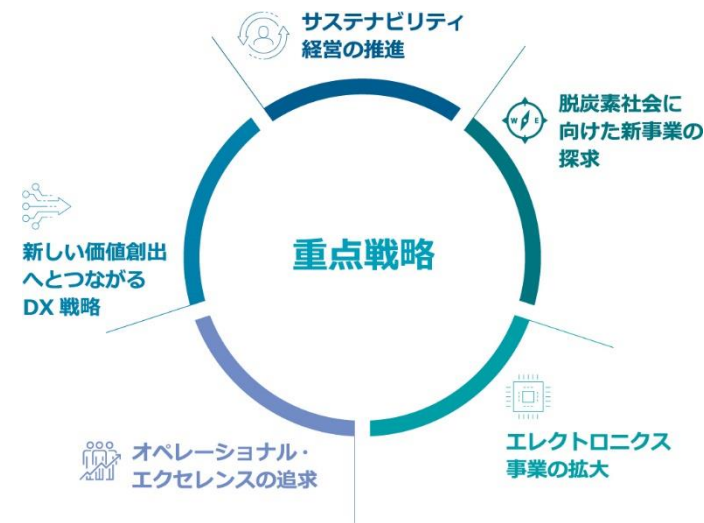 サステナビリティ
経営の推進
脱炭素社会に
向けた新事業の
探求
W E
重点戦略
新しい価値創出
へとつながる
DX 戦略
エレクトロニクス
事業の拡大
オペレーショナル・
エクセレンスの追求